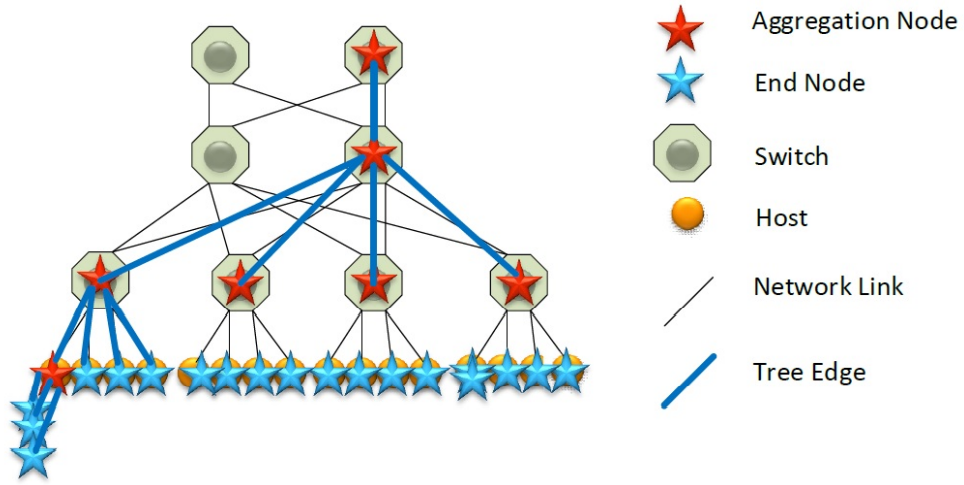 Aggregation Node
End Node
Switch
Host
Network Link
Tree Edge